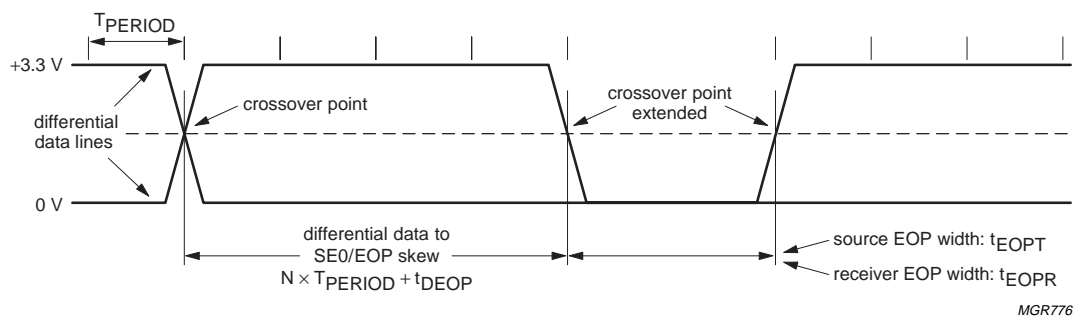 TPERIOD
+3.3 V
crossover point
crossover point
extended
differential
data lines
0 V
differential data to
SE0/EOP skew
N × TPERIOD + tDEOP
source EOP width: tEOPT
receiver EOP width: tEOPR
MGR776